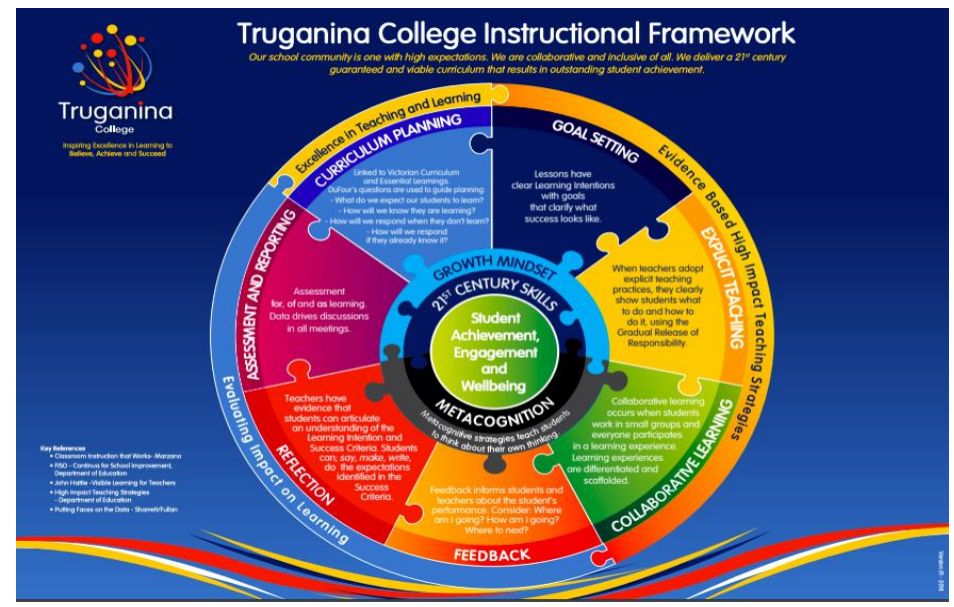 Truganina College Instructional Framework
Our school community is one with high expectations. We are collaborative and inclusive of all. We deliver a 21st century
guaranteed and viable curriculum that results in outstanding student achievement.
Truganina
College
Inspiring Excellence in Learning to
Believe, Achieve and Succeed
Excellence in Teaching and Learning
CURRICULUM PLANNING
Linked to Victorian Curriculum
and Essential Learnings.
DuFour's questions are used to guide planning:
- What do we expect our students to learn?
- How will we know they are learning?
- How will we respond when they don't learn?
- How will we respond
if they already know it?
GOAL SETTING
Lessons have
clear Learning Intentions
with goals
that clarify what
success looks like.
Evidence Based High Impact Teaching Strategies
EXPLICIT TEACHING
When teachers adopt
explicit teaching
practices, they clearly
show students what
to do and how to
do it, using the
Gradual Release of
Responsibility.
COLLABORATIVE LEARNING
Collaborative learning
occurs when students
work in small groups and
everyone participates
in a learning experience.
Learning experiences
are differentiated and
scaffolded.
FEEDBACK
Feedback informs students and
teachers about the student's
performance. Consider: Where
am i going? How am i going?
Where to next?
REFLECTION
Teachers have
evidence that
students can articulate
an understanding of the
Learning Intention and
Success Criteria. Students
can; say, make, write,
do the expectations
identified in the
Success
Criteria.
Evaluating Impact on Learning
ASSESSMENT AND REPORTING
Assessment
for, of and as learning.
Data drives discussions
in all meetings.
GROWTH MINDSET
21ST CENTURY SKILLS
Student
Achievement,
Engagement
and
Wellbeing
METACOGNITION
Metacognitive strategies teach students
to think about their own thinking
Key References
• Classroom Instruction that Works- Marzano
• FISO - Continua for School Improvement,
Department of Education
• John Hattie -Visible Learning for Teachers
• High Impact Teaching Strategies
- Department of Education
• Putting Faces on the Data - Sharratt/Fullan